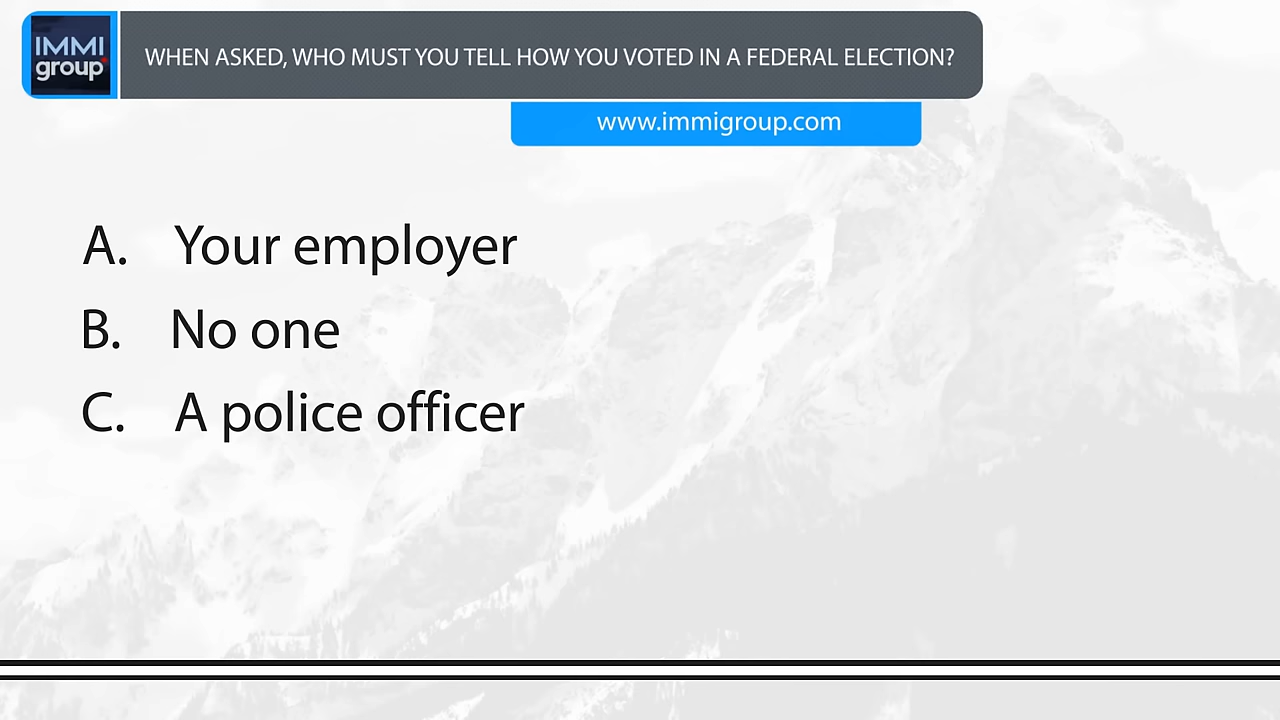 IMMI
group
WHEN ASKED, WHO MUST YOU TELL HOW YOU VOTED IN A FEDERAL ELECTION?
www.immigroup.com
A. Your employer
B. No one
C. A police officer